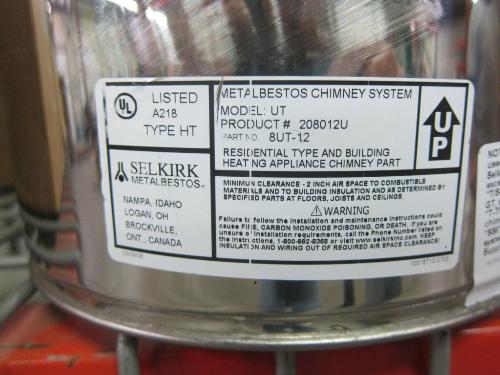 UL
LISTED
A218
TYPE HT
METALBESTOS CHIMNEY SYSTEM
MODEL: UT
PRODUCT # 208012U
PART NO. 8UT-12
RESIDENTIAL TYPE AND BUILDING
HEATING APPLIANCE CHIMNEY PART
UP
SELKIRK
METALBESTOS
NAMPA, IDAHO
LOGAN, OH
BROCKVILLE,
ONT., CANADA
MINIMUN CLEARANCE - 2 INCH AIR SPACE TO COMBUSTIBLE
MATERIALS AND TO BUILDING INSULATION AND AS DETERMINED BY
SPECIFIED PARTS AT FLOORS, JOISTS AND CEILINGS.
WARNING
Failure to follow the installation and maintenance instructions could
cause FIRE, CARBON MONOXIDE POISONING, OR DEATH. If you are
unsure of installation requirements, call the Phone Number listed on
the instructions, 1-800-992-8368 or visit www.selkirkinc.com. KEEP
INSULATION AND WIRING OUT OF REQUIRED AIR SPACE CLEARANCE!